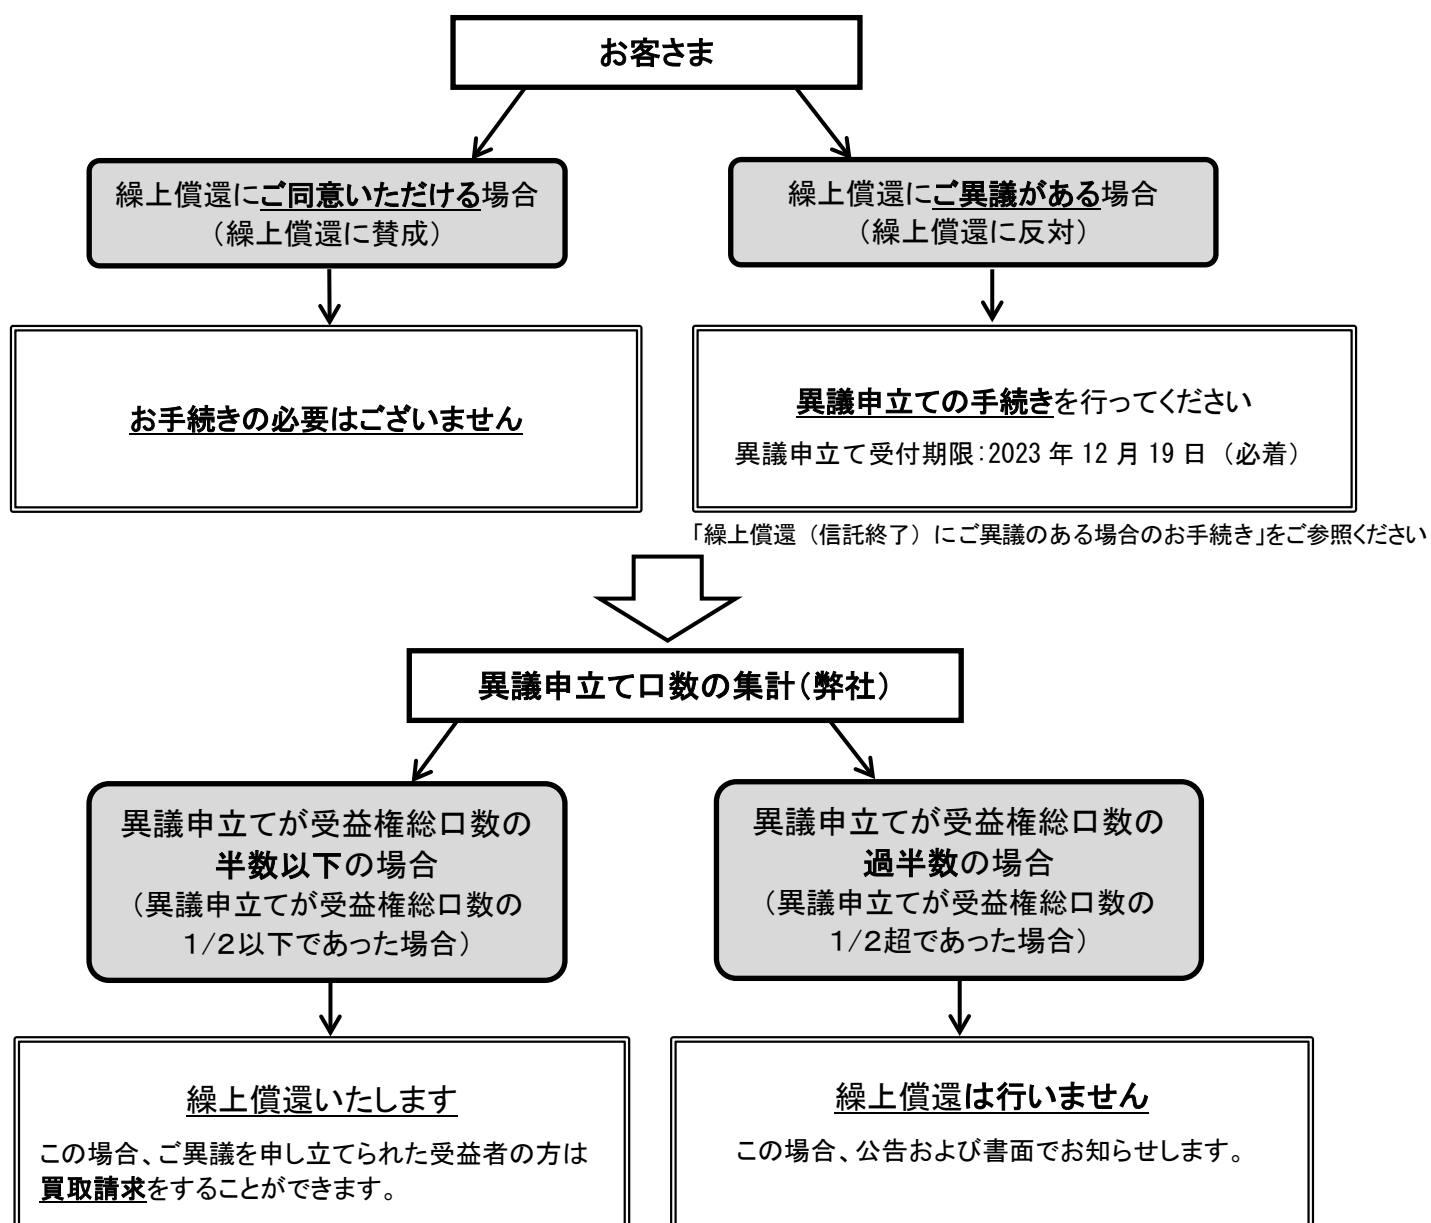 お客さま
繰上償還にご同意いただける場合
（繰上償還に賛成）
繰上償還にご異議がある場合
（繰上償還に反対）
お手続きの必要はございません
異議申立ての手続きを行ってください
異議申立て受付期限：2023 年 12 月 19 日 （必着）
「繰上償還（信託終了）にご異議のある場合のお手続き」をご参照ください
異議申立て口数の集計（弊社）
異議申立てが受益権総口数の
半数以下の場合
（異議申立てが受益権総口数の
１/２以下であった場合）
異議申立てが受益権総口数の
過半数の場合
（異議申立てが受益権総口数の
１/２超であった場合）
繰上償還いたします
この場合、ご異議を申し立てられた受益者の方は
買取請求をすることができます。
繰上償還は行いません
この場合、公告および書面でお知らせします。